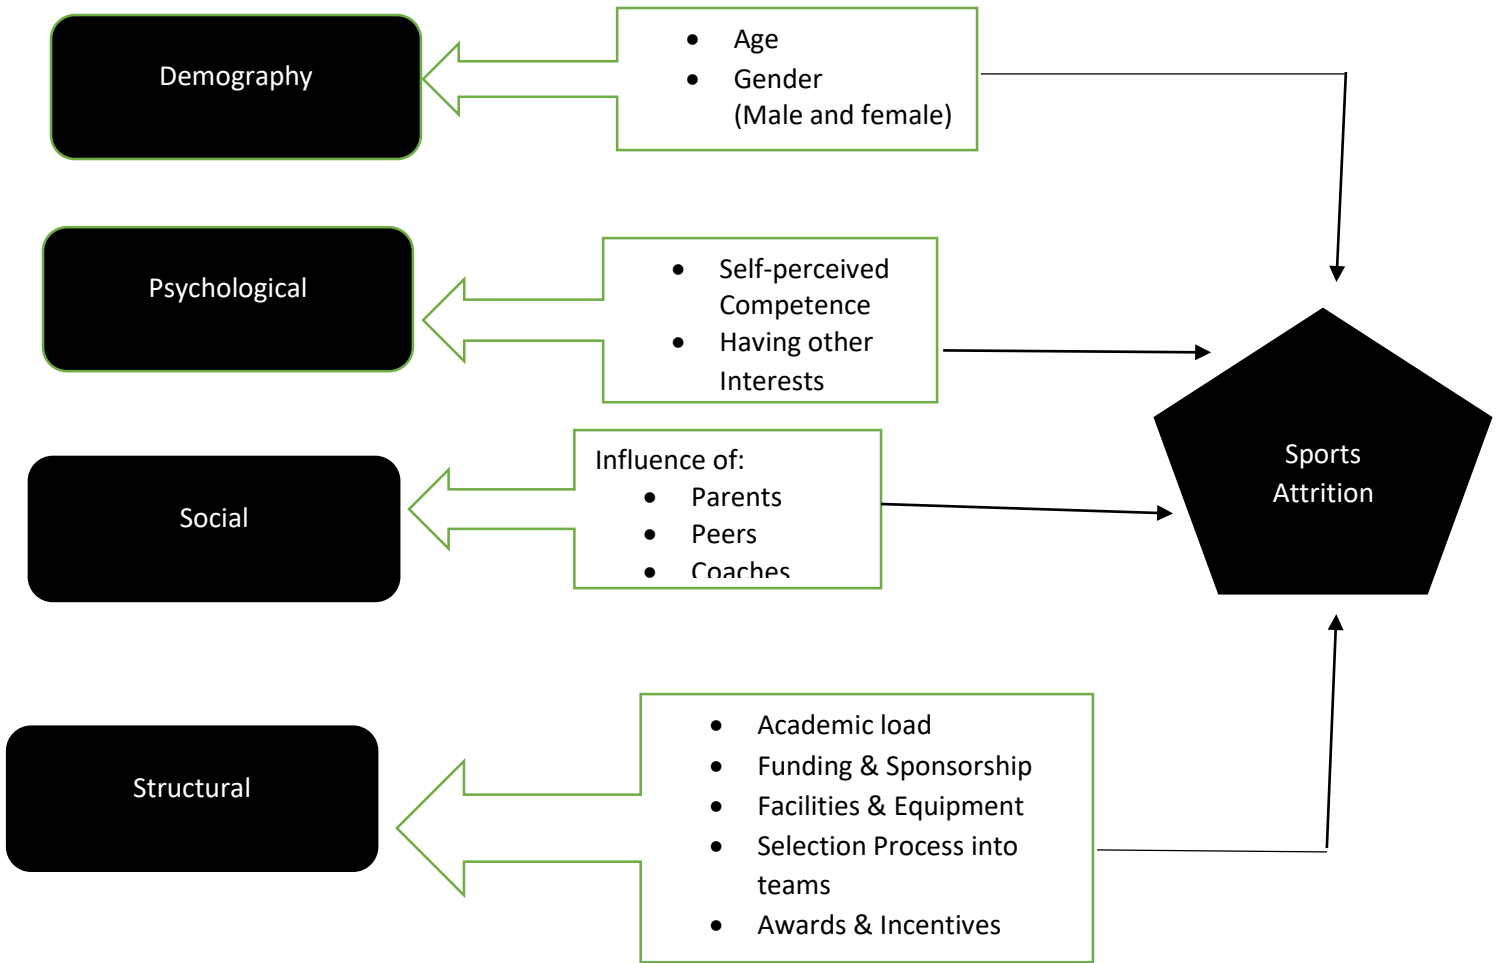 Demography
• Age
• Gender
(Male and female)
Psychological
• Self-perceived
Competence
• Having other
Interests
Social
Influence of:
• Parents
• Peers
• Coaches
Sports
Attrition
Structural
• Academic load
• Funding & Sponsorship
• Facilities & Equipment
• Selection Process into
teams
• Awards & Incentives